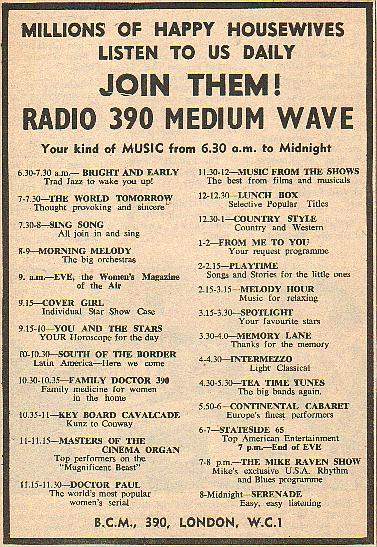 MILLIONS OF HAPPY HOUSEWIVES
LISTEN TO US DAILY
JOIN THEM!
RADIO 390 MEDIUM WAVE
Your kind of MUSIC from 6.30 a.m. to Midnight
6.30-7.30 a.m.— BRIGHT AND EARLY
Trad Jazz to wake you up!
7-7.30—THE WORLD TOMORROW
Thought provoking and sincere
7.30-8—SING SONG
All join in and sing
8-9—MORNING MELODY
The big orchestras
9. a.m.—EVE, the Women's Magazine
of the Air
9.15—COVER GIRL
Individual Star Show Case
9.15-10—YOU AND THE STARS
YOUR Horoscope for the day
10-10.30—SOUTH OF THE BORDER
Latin America—Here we come
10.30-10.35—FAMILY DOCTOR 390
Family medicine for women
in the home
10.35-11—KEY BOARD CAVALCADE
Kunz to Conway
11-11.15—MASTERS OF THE
CINEMA ORGAN
Top performers on the
"Magnificent Beast"
11.15-11.30—DOCTOR PAUL
The world's most popular
women's serial
11.30-12—MUSIC FROM THE SHOWS
The best from films and musicals
12-12.30—LUNCH BOX
Selective Popular Titles
12.30-1—COUNTRY STYLE
Country and Western
1-2—FROM ME TO YOU
Your request programme
2-2.15—PLAYTIME
Songs and Stories for the little ones
2.15-3.15—MELODY HOUR
Music for relaxing
3.15-3.30—SPOTLIGHT
Your favourite stars
3.30-4.0—MEMORY LANE
Thanks for the memory
4-4.30—INTERMEZZO
Light Classical
4.30-5.30—TEA TIME TUNES
The big bands again.
5.50-6—CONTINENTAL CABARET
Europe's finest performers
6-7—STATESIDE 65
Top American Entertainment
7 p.m.—End of EVE
7-8 p.m.—THE MIKE RAVEN SHOW
Mike's exclusive U.S.A. Rhythm
and Blues programme
8-Midnight—SERENADE
Easy, easy listening
B.C.M., 390, LONDON, W.C.1